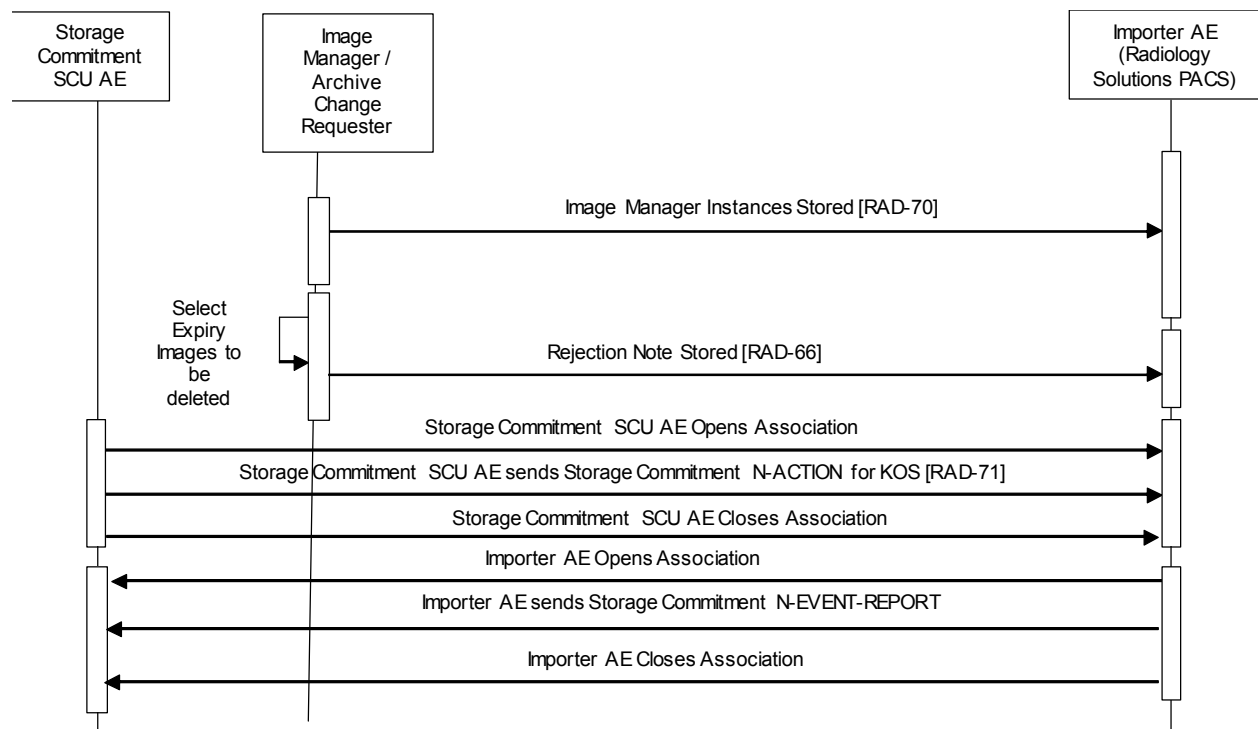 Storage
Commitment
SCU AE
Image
Manager /
Archive
Change
Requester
Importer AE
(Radiology
Solutions PACS)
Image Manager Instances Stored [RAD-70]
Select
Expiry
Images to
be
deleted
Rejection Note Stored [RAD-66]
Storage Commitment SCU AE Opens Association
Storage Commitment SCU AE sends Storage Commitment N-ACTION for KOS [RAD-71]
Storage Commitment SCU AE Closes Association
Importer AE Opens Association
Importer AE sends Storage Commitment N-EVENT-REPORT
Importer AE Closes Association